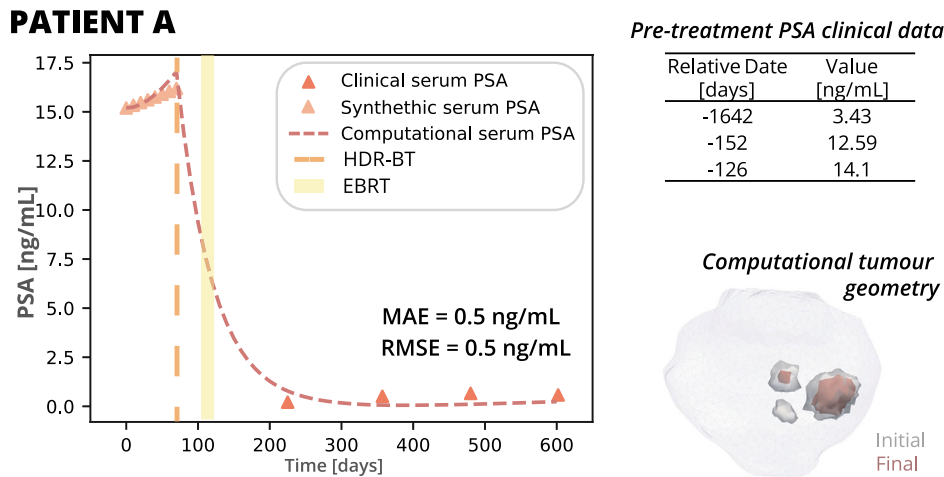 PATIENT A
17.5
15.0
12.5
10.0
7.5
5.0
2.5
0.0
PSA [ng/mL]
0
100
200
300
400
500
600
Time [days]
Clinical serum PSA
Synthethic serum PSA
Computational serum PSA
HDR-BT
EBRT
MAE = 0.5 ng/mL
RMSE = 0.5 ng/mL
Pre-treatment PSA clinical data
Relative Date Value
[days] [ng/mL]
-1642 3.43
-152 12.59
-126 14.1
Computational tumour
geometry
Initial
Final